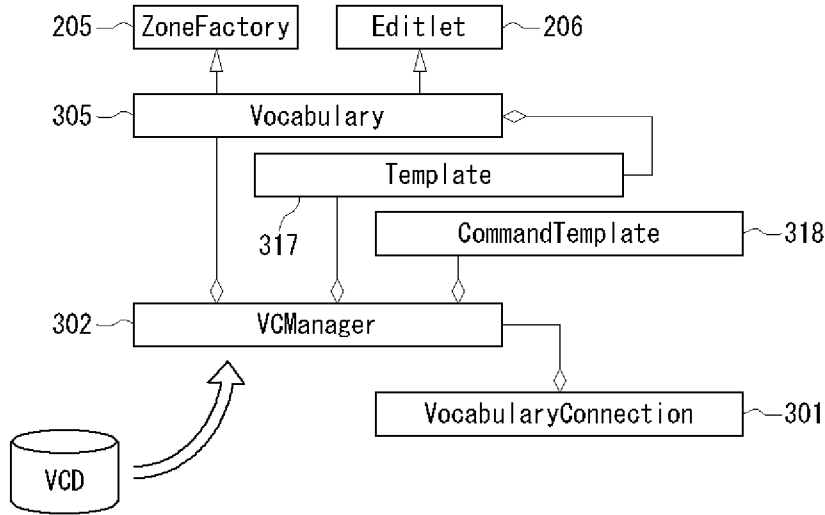 205 ZoneFactory Editlet 206
305 Vocabulary
Template
317
CommandTemplate 318
302 VCManager
VocabularyConnection 301
VCD